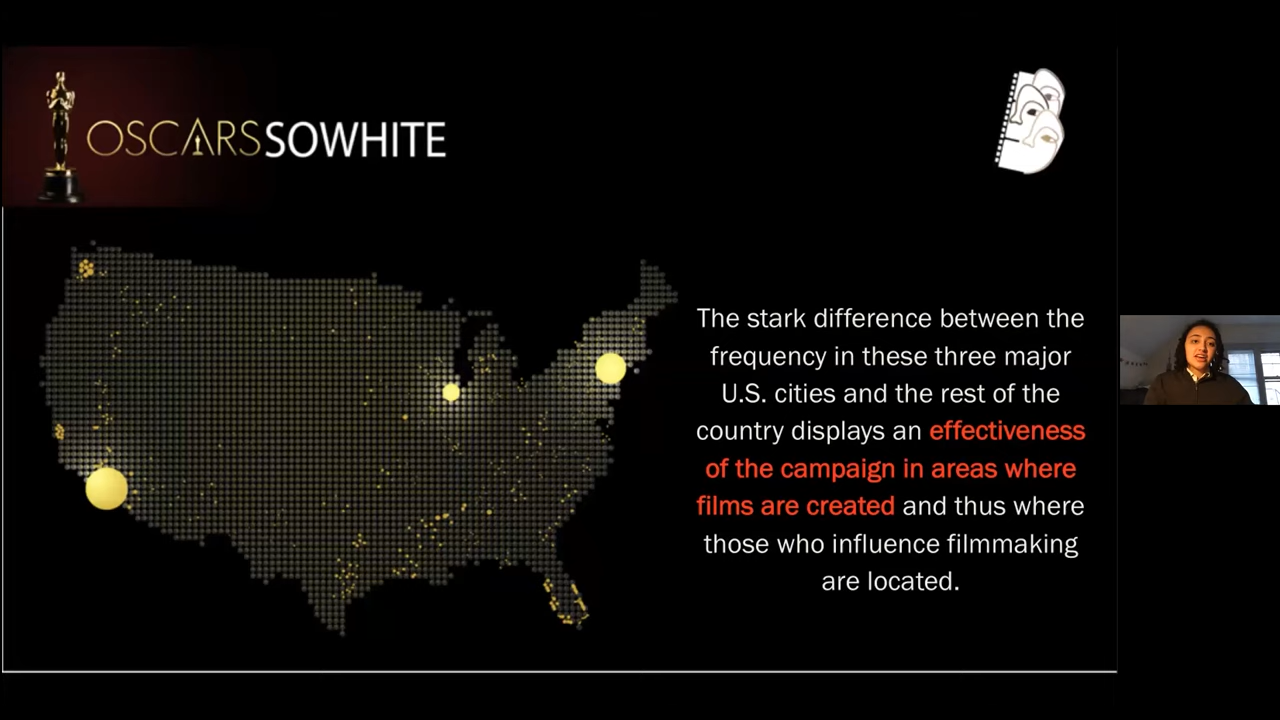 OSCARSSOWHITE
The stark difference between the
frequency in these three major
U.S. cities and the rest of the
country displays an effectiveness
of the campaign in areas where
films are created and thus where
those who influence filmmaking
are located.